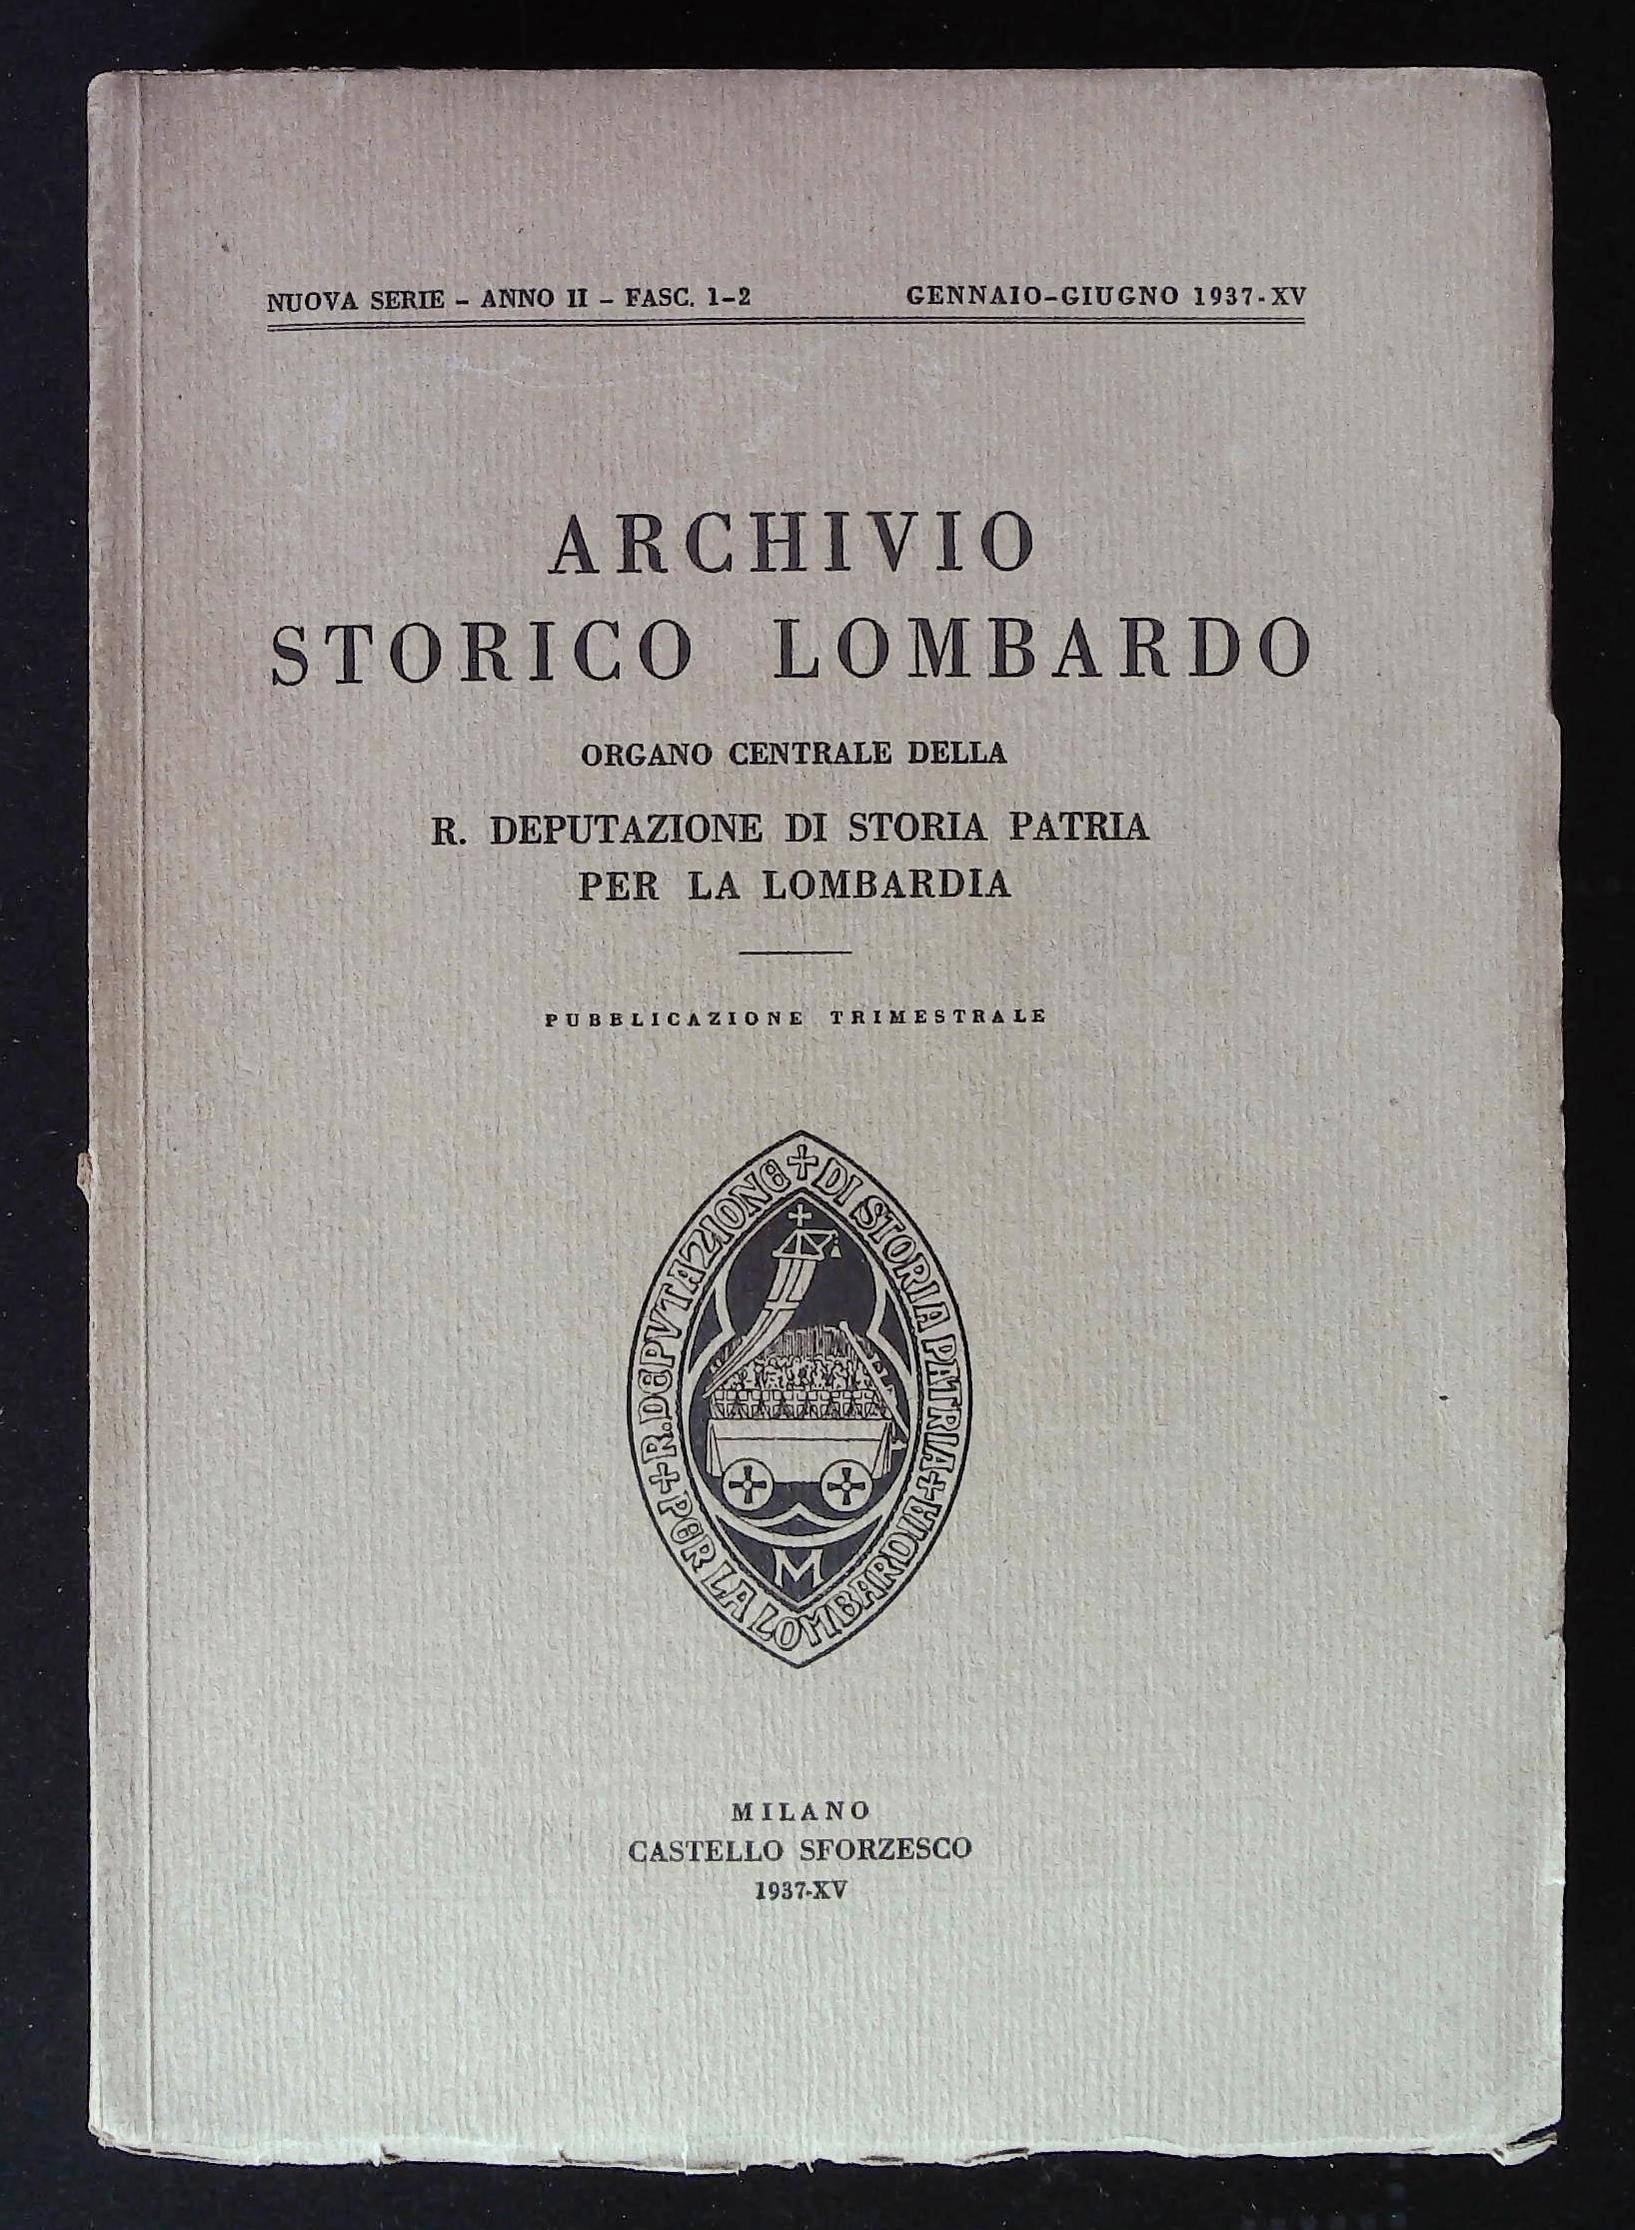 NUOVA SERIE - ANNO II - FASC. 1-2
GENNAIO-GIUGNO 1937-XV
ARCHIVIO
STORICO LOMBARDO
ORGANO CENTRALE DELLA
R. DEPUTAZIONE DI STORIA PATRIA
PER LA LOMBARDIA
PUBBLICAZIONE TRIMESTRALE
R. DEPVTAZIONE + DI STORIA PATRIA + PER LA LOMBARDIA +
M
MILANO
CASTELLO SFORZESCO
1937-XV